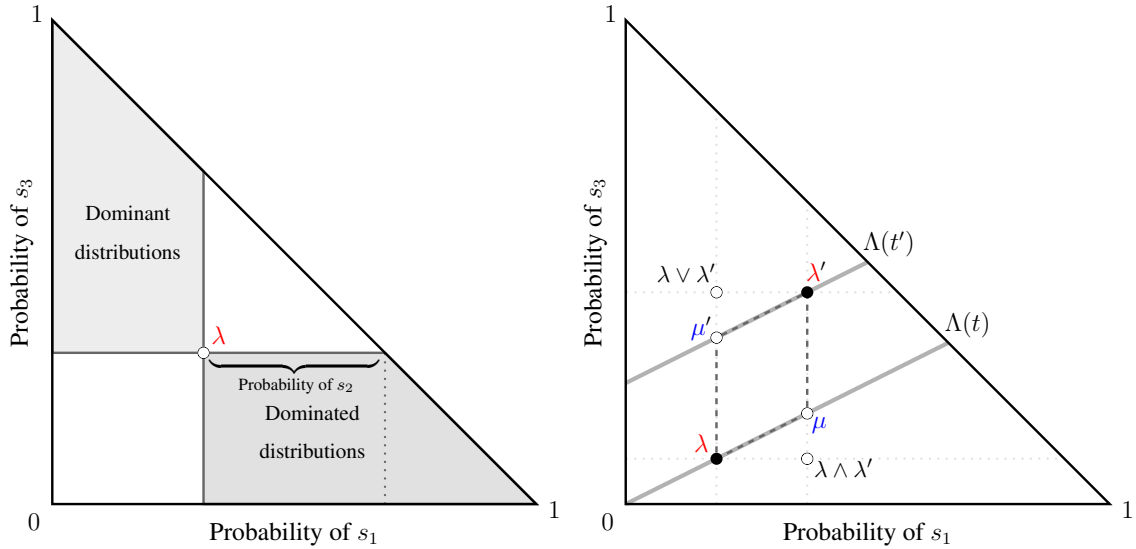 1
Probability of s₃
Dominant
distributions
λ
Probability of s₂
Dominated
distributions
0
Probability of s₁
1
1
Probability of s₃
Λ(t′)
λ ∨ λ′
λ′
μ′
Λ(t)
μ
λ
λ ∧ λ′
0
Probability of s₁
1